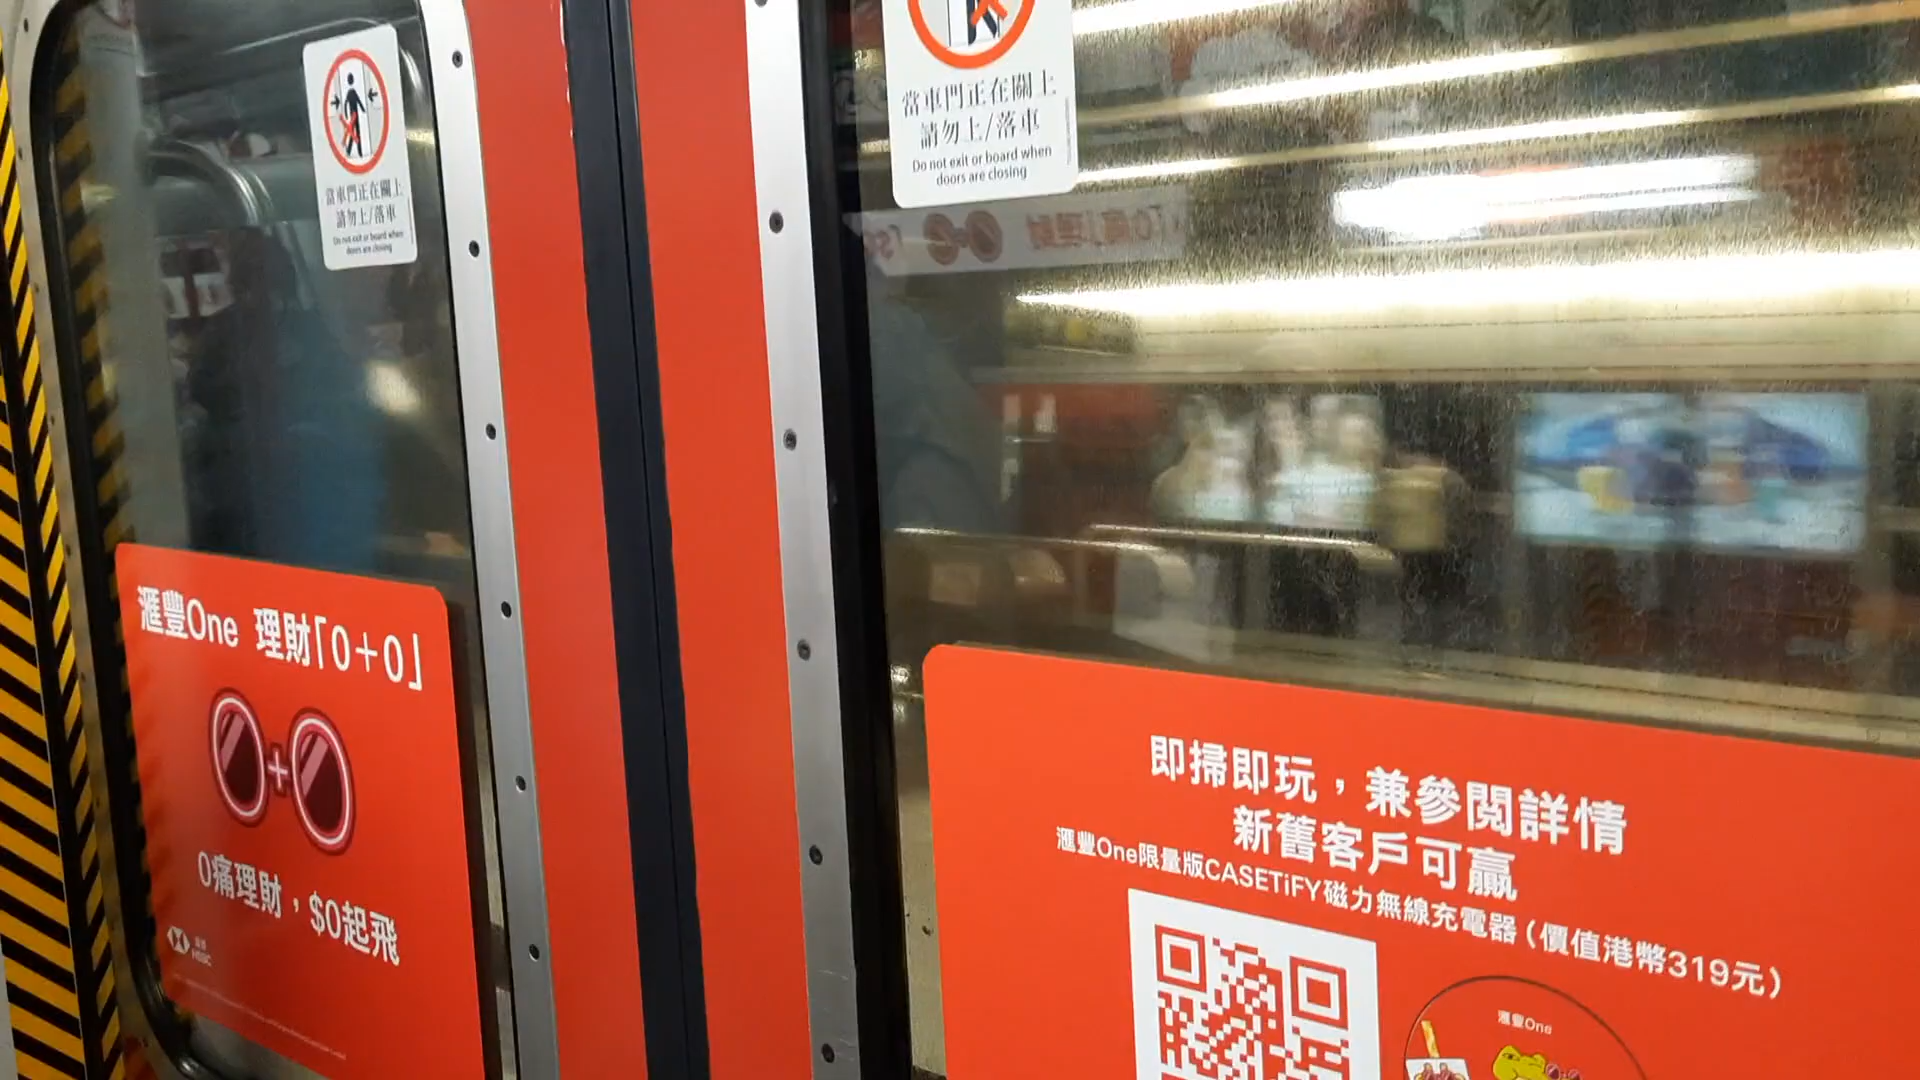 當車門正在關上
請勿上/落車
Do not exit or board when
doors are closing
當車門正在關上
請勿上/落車
Do not exit or board when
doors are closing
滙豐One 理財「0+0」
0痛理財，$0起飛
滙豐
HSBC
即掃即玩，兼參閱詳情
新舊客戶可贏
滙豐One限量版CASETiFY磁力無線充電器（價值港幣319元）
滙豐One